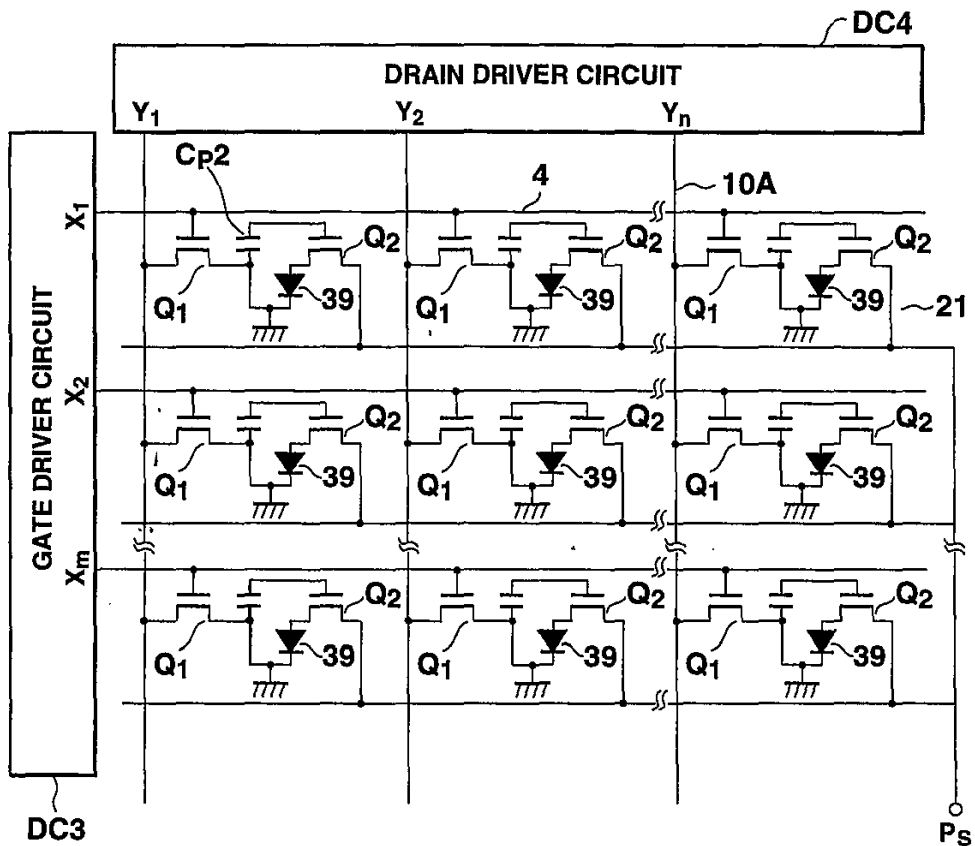 DC4
DRAIN DRIVER CIRCUIT
Y1 Y2 Yn
CP2 4 10A
X1
Q2 Q2 Q2
Q1 39 Q1 39 Q1 39 21
GATE DRIVER CIRCUIT
X2
Q2 Q2 Q2
Q1 39 Q1 39 Q1 39
Xm
Q2 Q2 Q2
Q1 39 Q1 39 Q1 39
DC3
PS